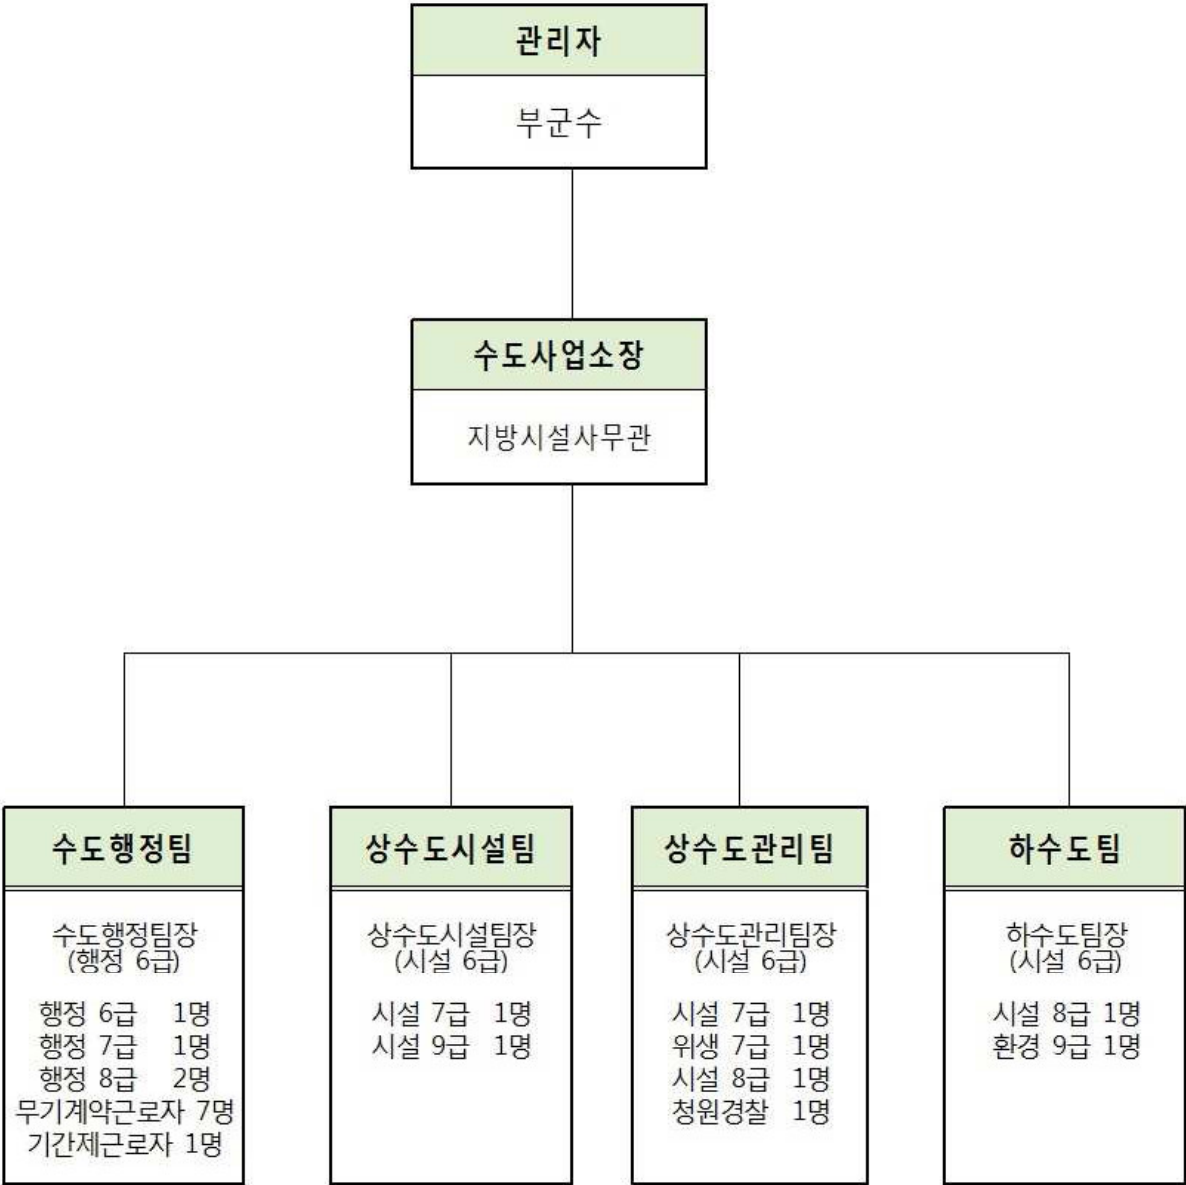 관리자
부군수
수도사업소장
지방시설사무관
수도행정팀
수도행정팀장
(행정 6급)
행정 6급 1명
행정 7급 1명
행정 8급 2명
무기계약근로자 7명
기간제근로자 1명
상수도시설팀
상수도시설팀장
(시설 6급)
시설 7급 1명
시설 9급 1명
상수도관리팀
상수도관리팀장
(시설 6급)
시설 7급 1명
위생 7급 1명
시설 8급 1명
청원경찰 1명
하수도팀
하수도팀장
(시설 6급)
시설 8급 1명
환경 9급 1명